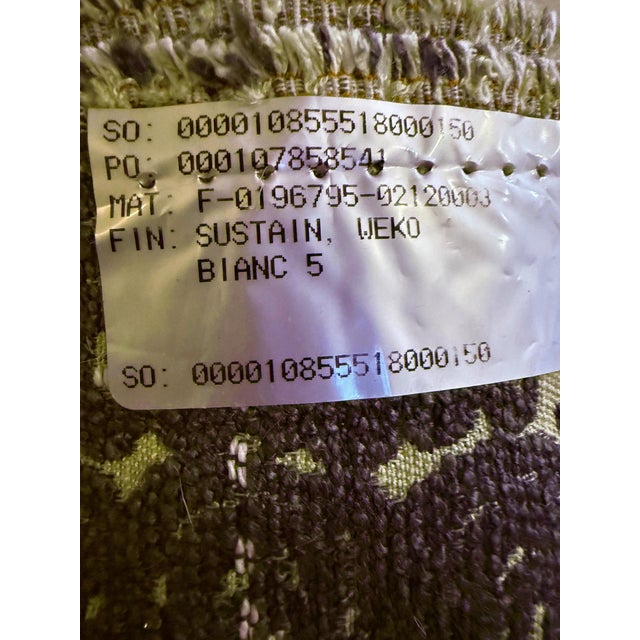 SO: 000010855518000150
PO: 000107858541
MAT: F-0196795-02120003
FIN: SUSTAIN, WEKO
BIANC 5
SO: 000010855518000150